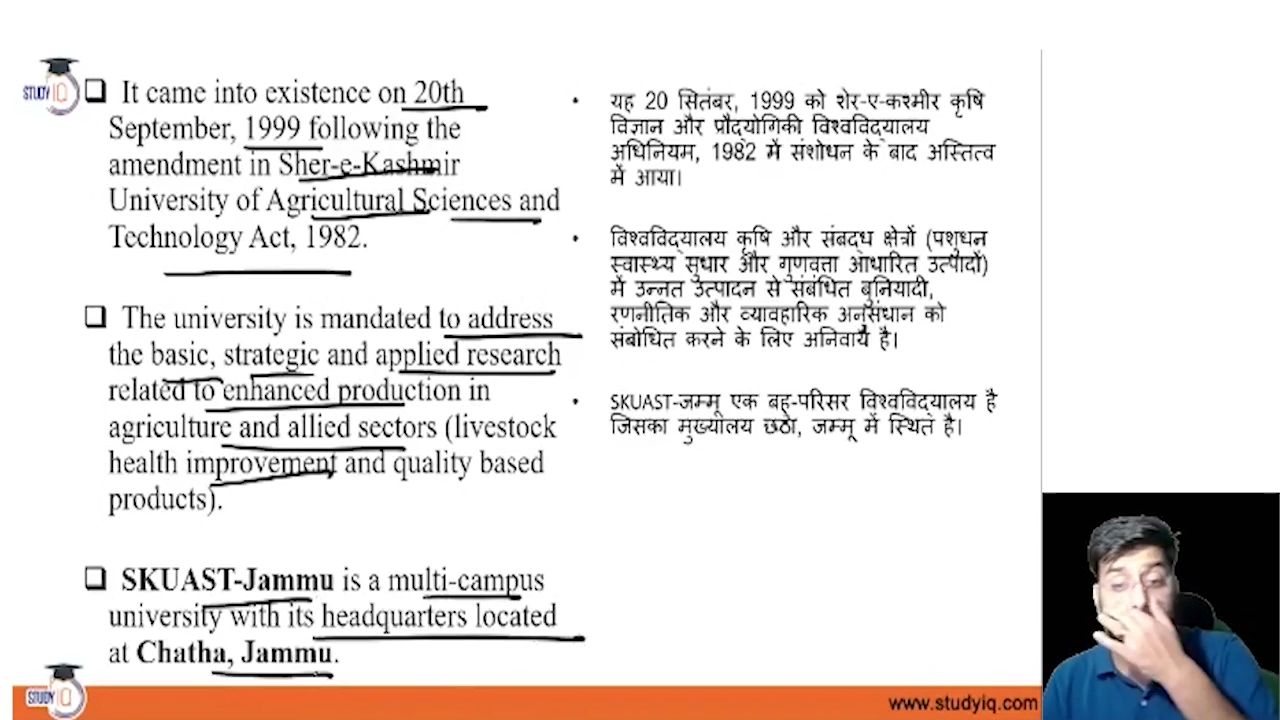 STUDY IQ
❑ It came into existence on 20th
September, 1999 following the
amendment in Sher-e-Kashmir
University of Agricultural Sciences and
Technology Act, 1982.
❑ The university is mandated to address
the basic, strategic and applied research
related to enhanced production in
agriculture and allied sectors (livestock
health improvement and quality based
products).
❑ SKUAST-Jammu is a multi-campus
university with its headquarters located
at Chatha, Jammu.
• यह 20 सितंबर, 1999 को शेर-ए-कश्मीर कृषि
विज्ञान और प्रौद्योगिकी विश्वविद्यालय
अधिनियम, 1982 में संशोधन के बाद अस्तित्व
में आया।
• विश्वविद्यालय कृषि और संबद्ध क्षेत्रों (पशुधन
स्वास्थ्य सुधार और गुणवत्ता आधारित उत्पादों)
में उन्नत उत्पादन से संबंधित बुनियादी,
रणनीतिक और व्यावहारिक अनुसंधान को
संबोधित करने के लिए अनिवार्य है।
• SKUAST-जम्मू एक बहु-परिसर विश्वविद्यालय है
जिसका मुख्यालय छठा, जम्मू में स्थित है।
STUDY IQ
www.studyiq.com